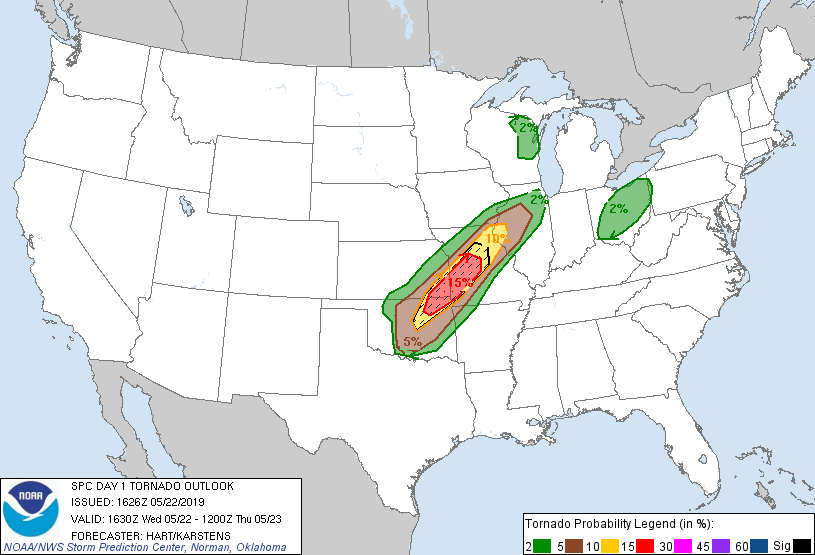 2%
2%
2%
10%
15%
5%
NOAA
SPC DAY 1 TORNADO OUTLOOK
ISSUED: 1626Z 05/22/2019
VALID: 1630Z Wed 05/22 - 1200Z Thu 05/23
FORECASTER: HART/KARSTENS
NOAA/NWS Storm Prediction Center, Norman, Oklahoma
Tornado Probability Legend (in %):
2 5 10 15 30 45 60 Sig